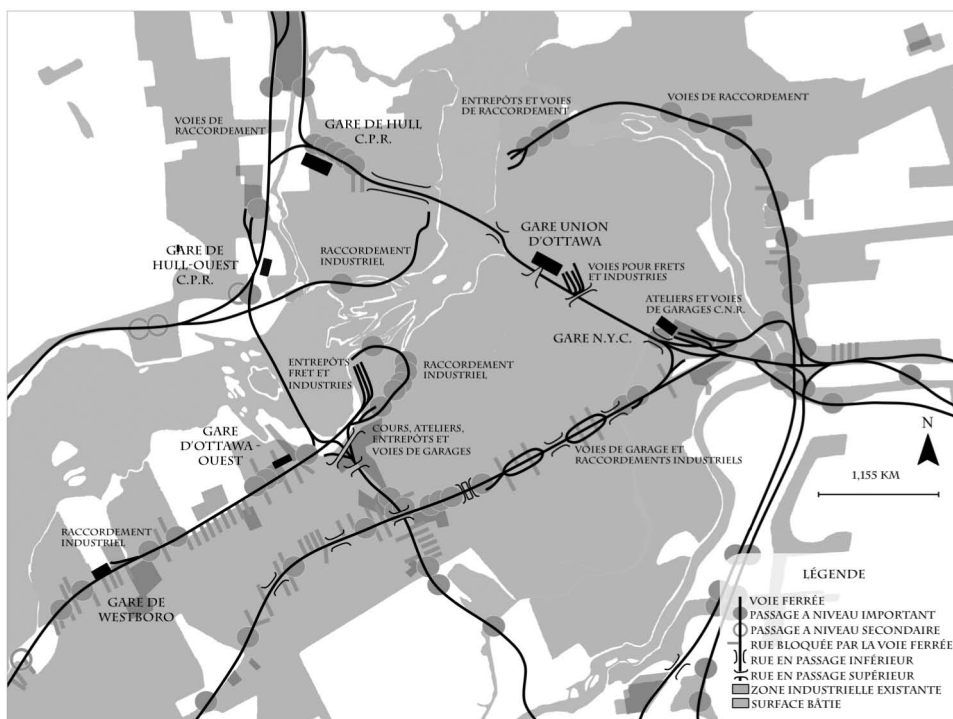 ENTREPÔTS ET VOIES
DE RACCORDEMENT
VOIES DE RACCORDEMENT
VOIES DE
RACCORDEMENT
GARE DE HULL
C.P.R.
GARE UNION
D'OTTAWA
GARE DE
HULL-OUEST
C.P.R.
RACCORDEMENT
INDUSTRIEL
VOIES POUR FRETS
ET INDUSTRIES
ATELIERS ET VOIES
DE GARAGES C.N.R.
GARE N.Y.C.
ENTREPÔTS
FRET ET
INDUSTRIES
RACCORDEMENT
INDUSTRIEL
GARE
D'OTTAWA-
OUEST
COURS, ATELIERS,
ENTREPÔTS ET
VOIES DE GARAGES
VOIES DE GARAGE ET
RACCORDEMENTS INDUSTRIELS
N
1,155 KM
RACCORDEMENT
INDUSTRIEL
GARE DE
WESTBORO
LÉGENDE
VOIE FERRÉE
PASSAGE A NIVEAU IMPORTANT
PASSAGE A NIVEAU SECONDAIRE
RUE BLOQUÉE PAR LA VOIE FERRÉE
RUE EN PASSAGE INFÉRIEUR
RUE EN PASSAGE SUPÉRIEUR
ZONE INDUSTRIELLE EXISTANTE
SURFACE BÂTIE